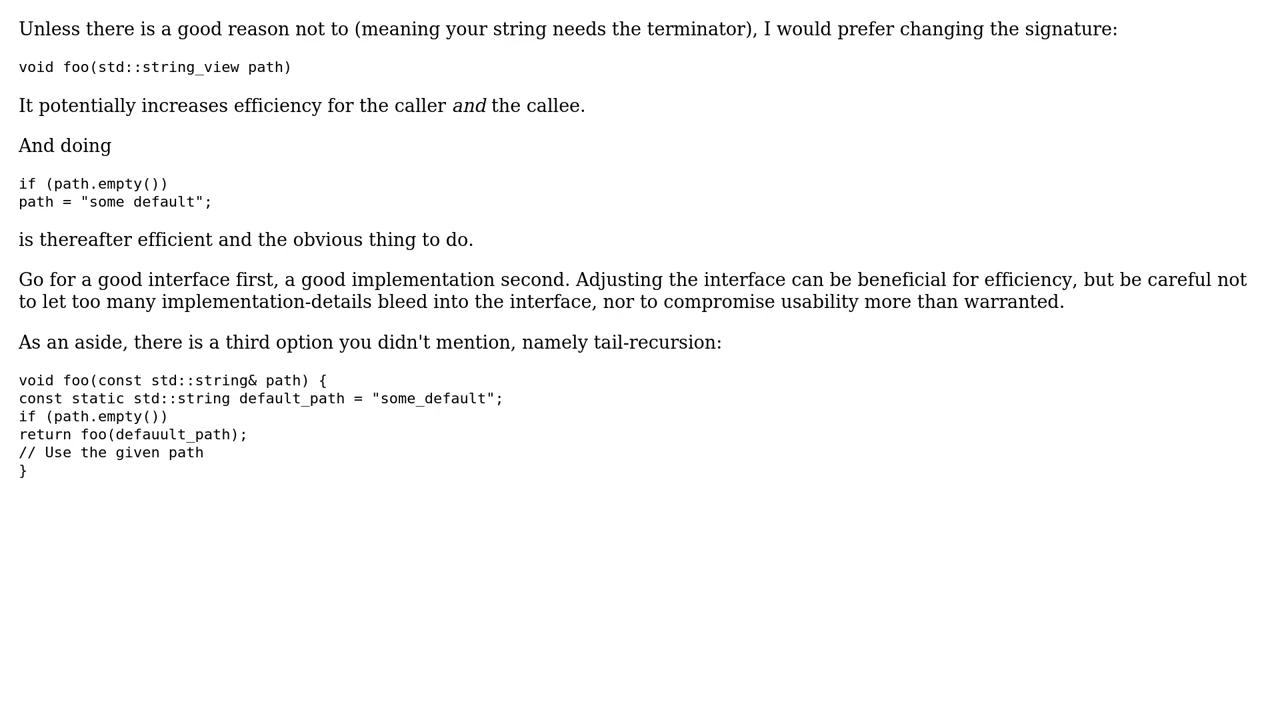 Unless there is a good reason not to (meaning your string needs the terminator), I would prefer changing the signature:
void foo(std::string_view path)
It potentially increases efficiency for the caller and the callee.
And doing
if (path.empty())
path = "some default";
is thereafter efficient and the obvious thing to do.
Go for a good interface first, a good implementation second. Adjusting the interface can be beneficial for efficiency, but be careful not
to let too many implementation-details bleed into the interface, nor to compromise usability more than warranted.
As an aside, there is a third option you didn't mention, namely tail-recursion:
void foo(const std::string& path) {
const static std::string default_path = "some_default";
if (path.empty())
return foo(defauult_path);
// Use the given path
}